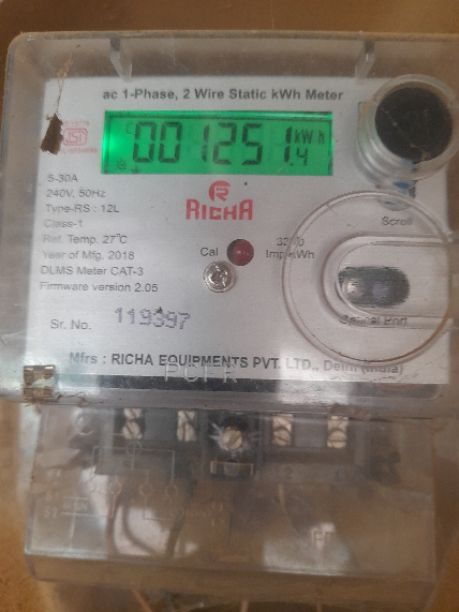 ac 1-Phase, 2 Wire Static kWh Meter
ISI
001251.4 kWh
5-30A
240V, 50Hz
Type-RS : 12L
Class-1
Ref. Temp. 27°C
Year of Mfg. 2018
DLMS Meter CAT-3
Firmware version 2.05
RICHA
Scroll
Cal
Imp/kWh
Optical Port
Sr. No. 119397
Mfrs : RICHA EQUIPMENTS PVT. LTD., Delhi (India)